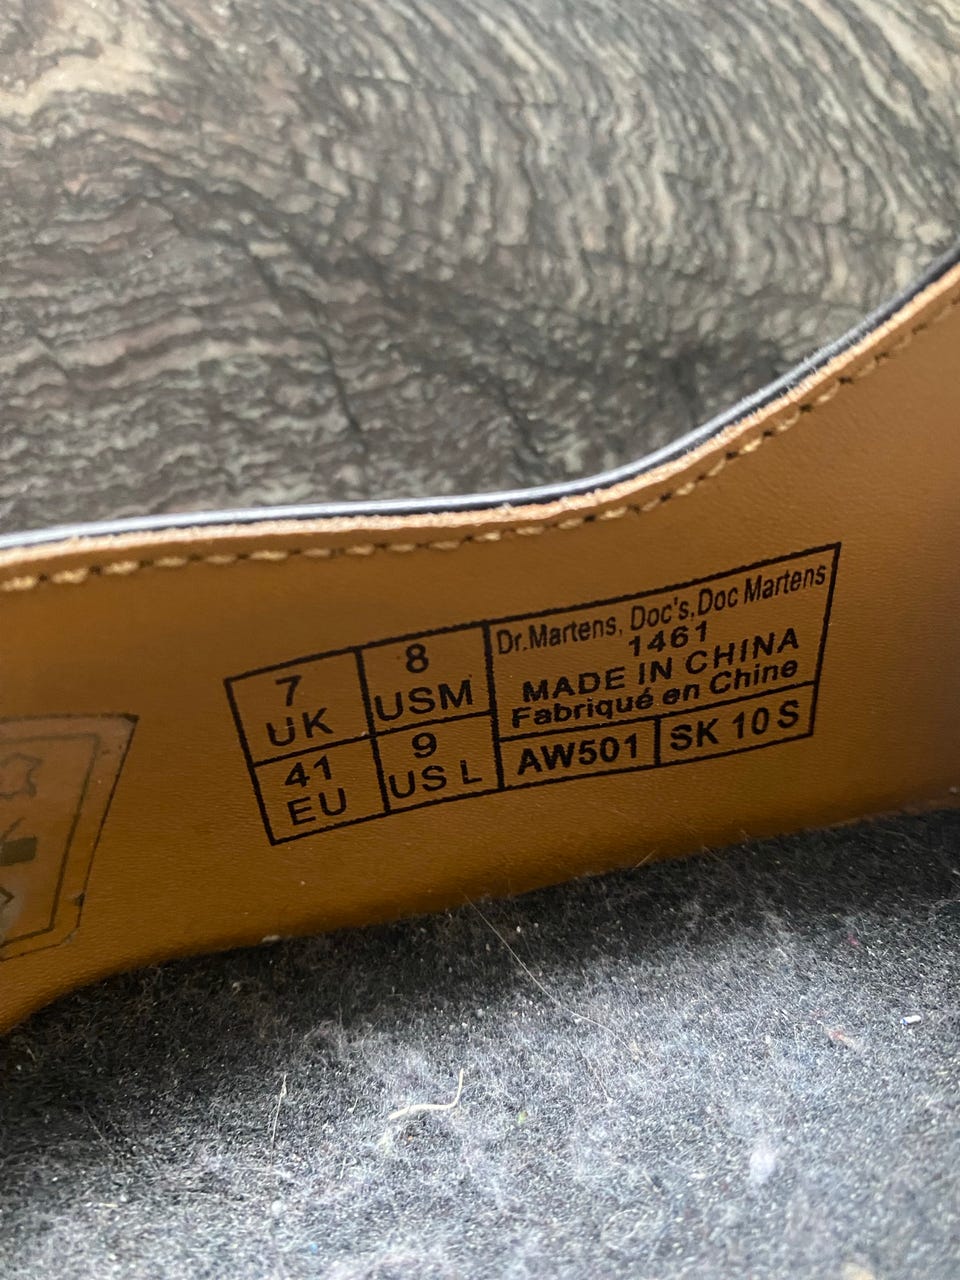 7
UK
8
USM
41
EU
9
US L
Dr.Martens, Doc's,Doc Martens
1461
MADE IN CHINA
Fabriqué en Chine
AW501
SK 10 S